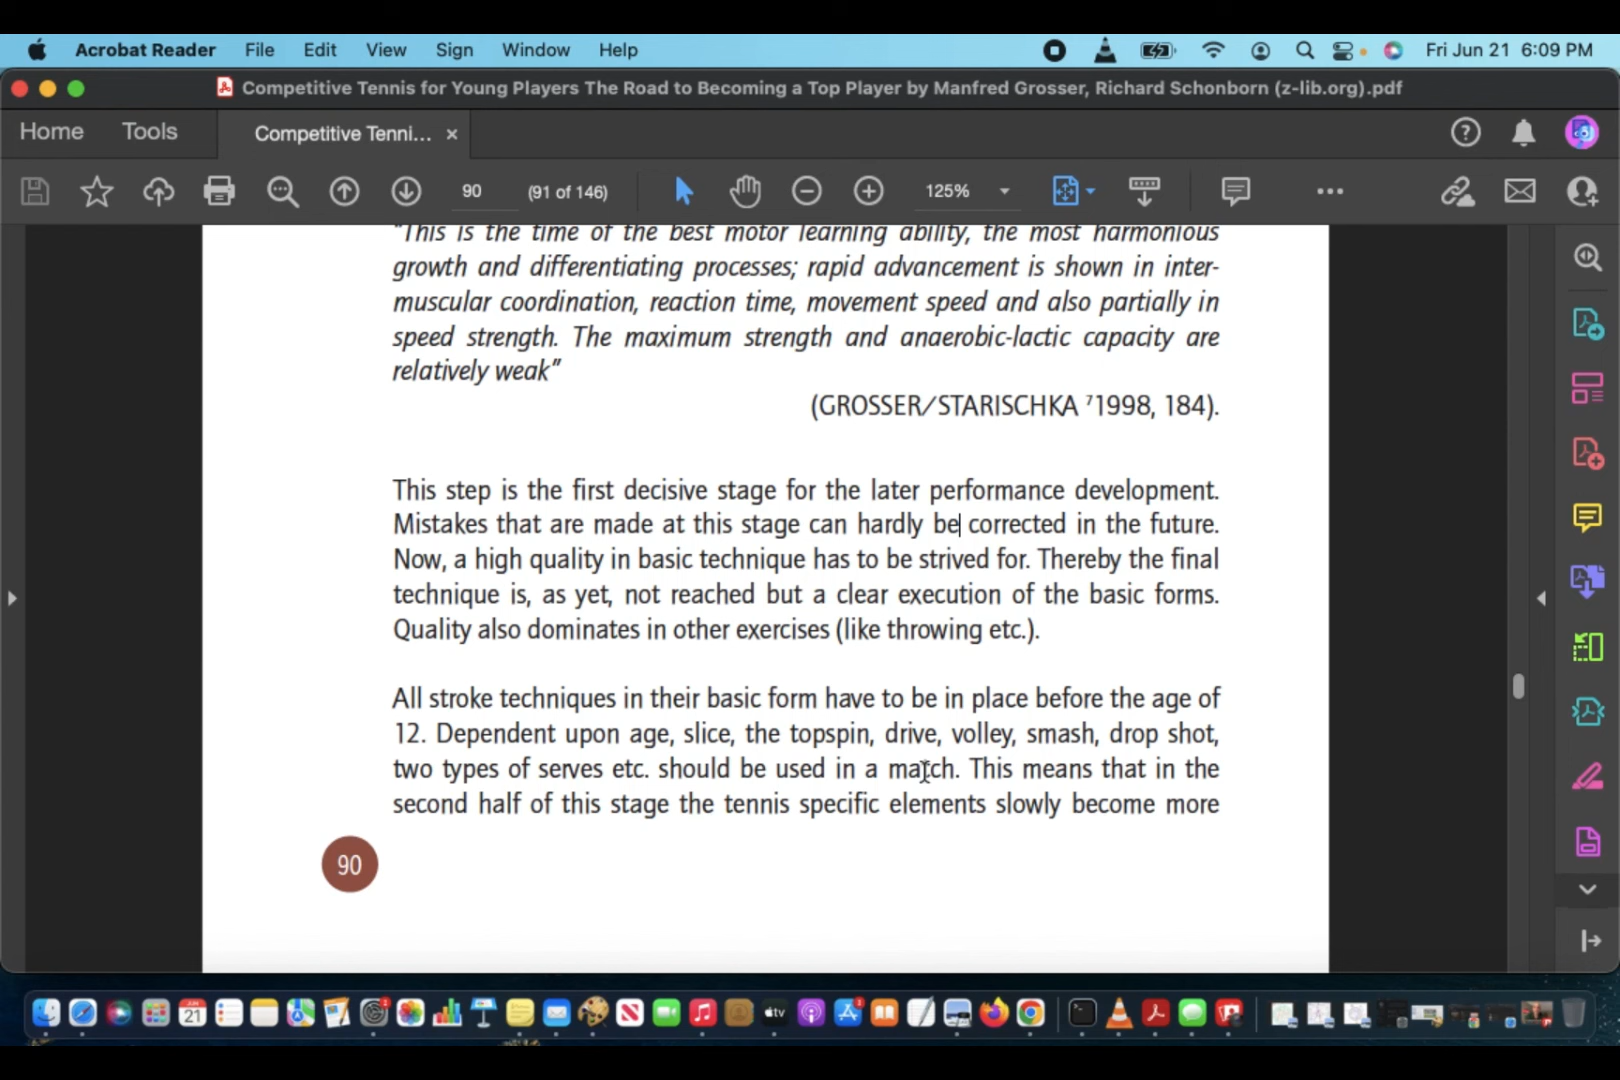 Acrobat Reader File Edit View Sign Window Help Fri Jun 21 6:09 PM
Competitive Tennis for Young Players The Road to Becoming a Top Player by Manfred Grosser, Richard Schonborn (z-lib.org).pdf
Home Tools Competitive Tenni... ×
90 (91 of 146) 125%
"This is the time of the best motor learning ability, the most harmonious
growth and differentiating processes; rapid advancement is shown in inter-
muscular coordination, reaction time, movement speed and also partially in
speed strength. The maximum strength and anaerobic-lactic capacity are
relatively weak"
(GROSSER/STARISCHKA ⁷1998, 184).
This step is the first decisive stage for the later performance development.
Mistakes that are made at this stage can hardly be corrected in the future.
Now, a high quality in basic technique has to be strived for. Thereby the final
technique is, as yet, not reached but a clear execution of the basic forms.
Quality also dominates in other exercises (like throwing etc.).
All stroke techniques in their basic form have to be in place before the age of
12. Dependent upon age, slice, the topspin, drive, volley, smash, drop shot,
two types of serves etc. should be used in a match. This means that in the
second half of this stage the tennis specific elements slowly become more
90
JUN
21
tv